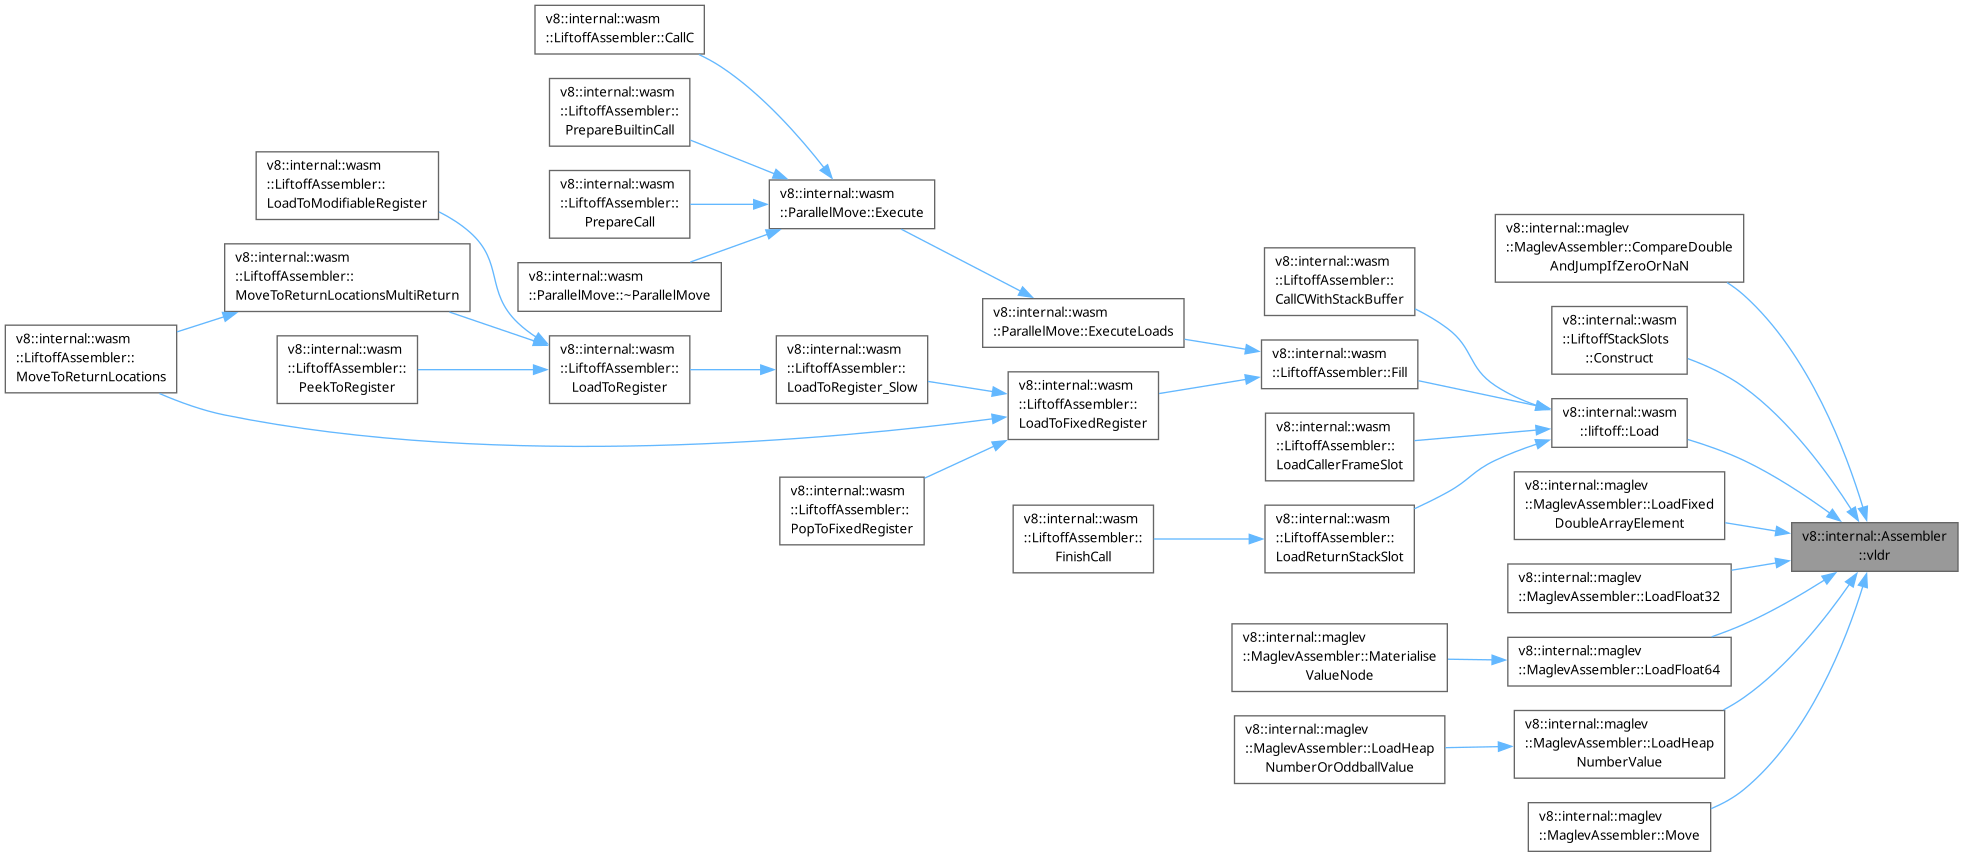 v8::internal::wasm
::LiftoffAssembler::CallC
v8::internal::wasm
::LiftoffAssembler::
PrepareBuiltinCall
v8::internal::wasm
::LiftoffAssembler::
LoadToModifiableRegister
v8::internal::wasm
::LiftoffAssembler::
PrepareCall
v8::internal::wasm
::ParallelMove::Execute
v8::internal::maglev
::MaglevAssembler::CompareDouble
AndJumpIfZeroOrNaN
v8::internal::wasm
::LiftoffAssembler::
MoveToReturnLocationsMultiReturn
v8::internal::wasm
::ParallelMove::~ParallelMove
v8::internal::wasm
::LiftoffAssembler::
CallCWithStackBuffer
v8::internal::wasm
::ParallelMove::ExecuteLoads
v8::internal::wasm
::LiftoffStackSlots
::Construct
v8::internal::wasm
::LiftoffAssembler::
MoveToReturnLocations
v8::internal::wasm
::LiftoffAssembler::
PeekToRegister
v8::internal::wasm
::LiftoffAssembler::
LoadToRegister
v8::internal::wasm
::LiftoffAssembler::
LoadToRegister_Slow
v8::internal::wasm
::LiftoffAssembler::Fill
v8::internal::wasm
::LiftoffAssembler::
LoadToFixedRegister
v8::internal::wasm
::liftoff::Load
v8::internal::wasm
::LiftoffAssembler::
LoadCallerFrameSlot
v8::internal::maglev
::MaglevAssembler::LoadFixed
DoubleArrayElement
v8::internal::wasm
::LiftoffAssembler::
PopToFixedRegister
v8::internal::wasm
::LiftoffAssembler::
FinishCall
v8::internal::wasm
::LiftoffAssembler::
LoadReturnStackSlot
v8::internal::Assembler
::vldr
v8::internal::maglev
::MaglevAssembler::LoadFloat32
v8::internal::maglev
::MaglevAssembler::Materialise
ValueNode
v8::internal::maglev
::MaglevAssembler::LoadFloat64
v8::internal::maglev
::MaglevAssembler::LoadHeap
NumberOrOddballValue
v8::internal::maglev
::MaglevAssembler::LoadHeap
NumberValue
v8::internal::maglev
::MaglevAssembler::Move